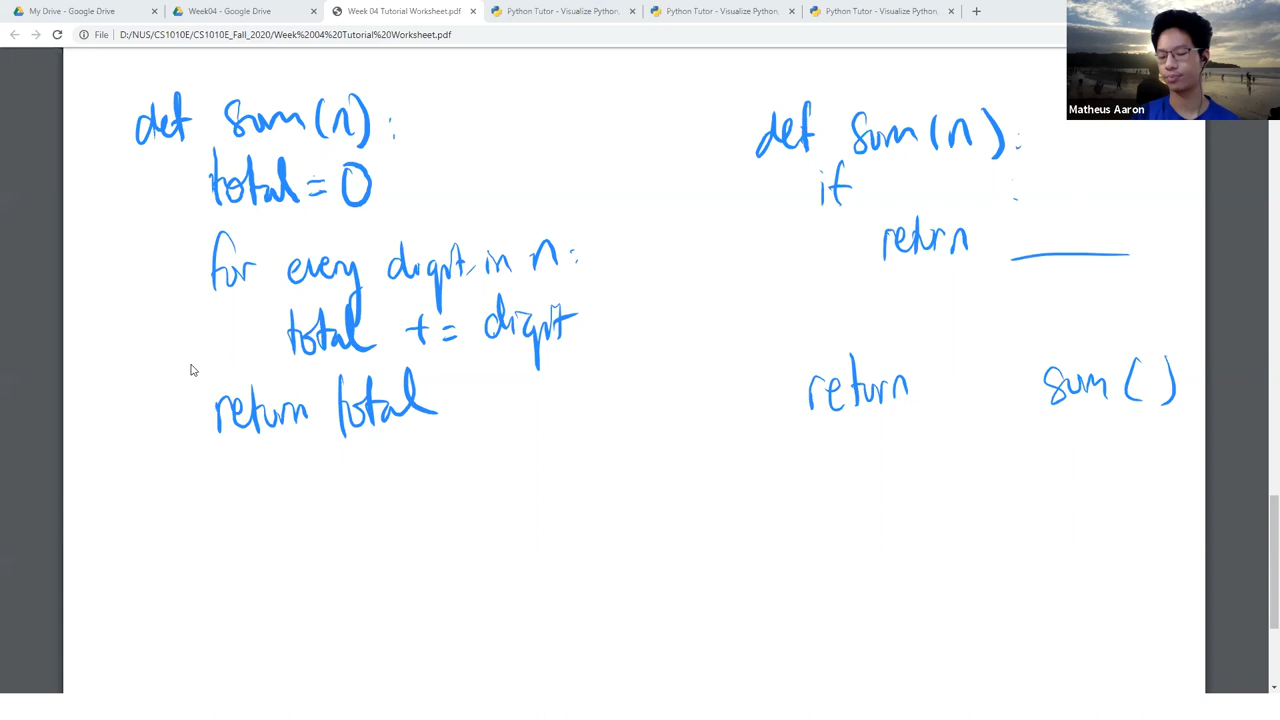 My Drive - Google Drive
Week04 - Google Drive
Week 04 Tutorial Worksheet.pdf
Python Tutor - Visualize Python,
Python Tutor - Visualize Python,
Python Tutor - Visualize Python,
File
D:/NUS/CS1010E/CS1010E_Fall_2020/Week%2004%20Tutorial%20Worksheet.pdf
Matheus Aaron
def sum(n):
total = 0
for every digit in n:
total += digit
return total
def sum(n):
if :
return ____
return sum( )